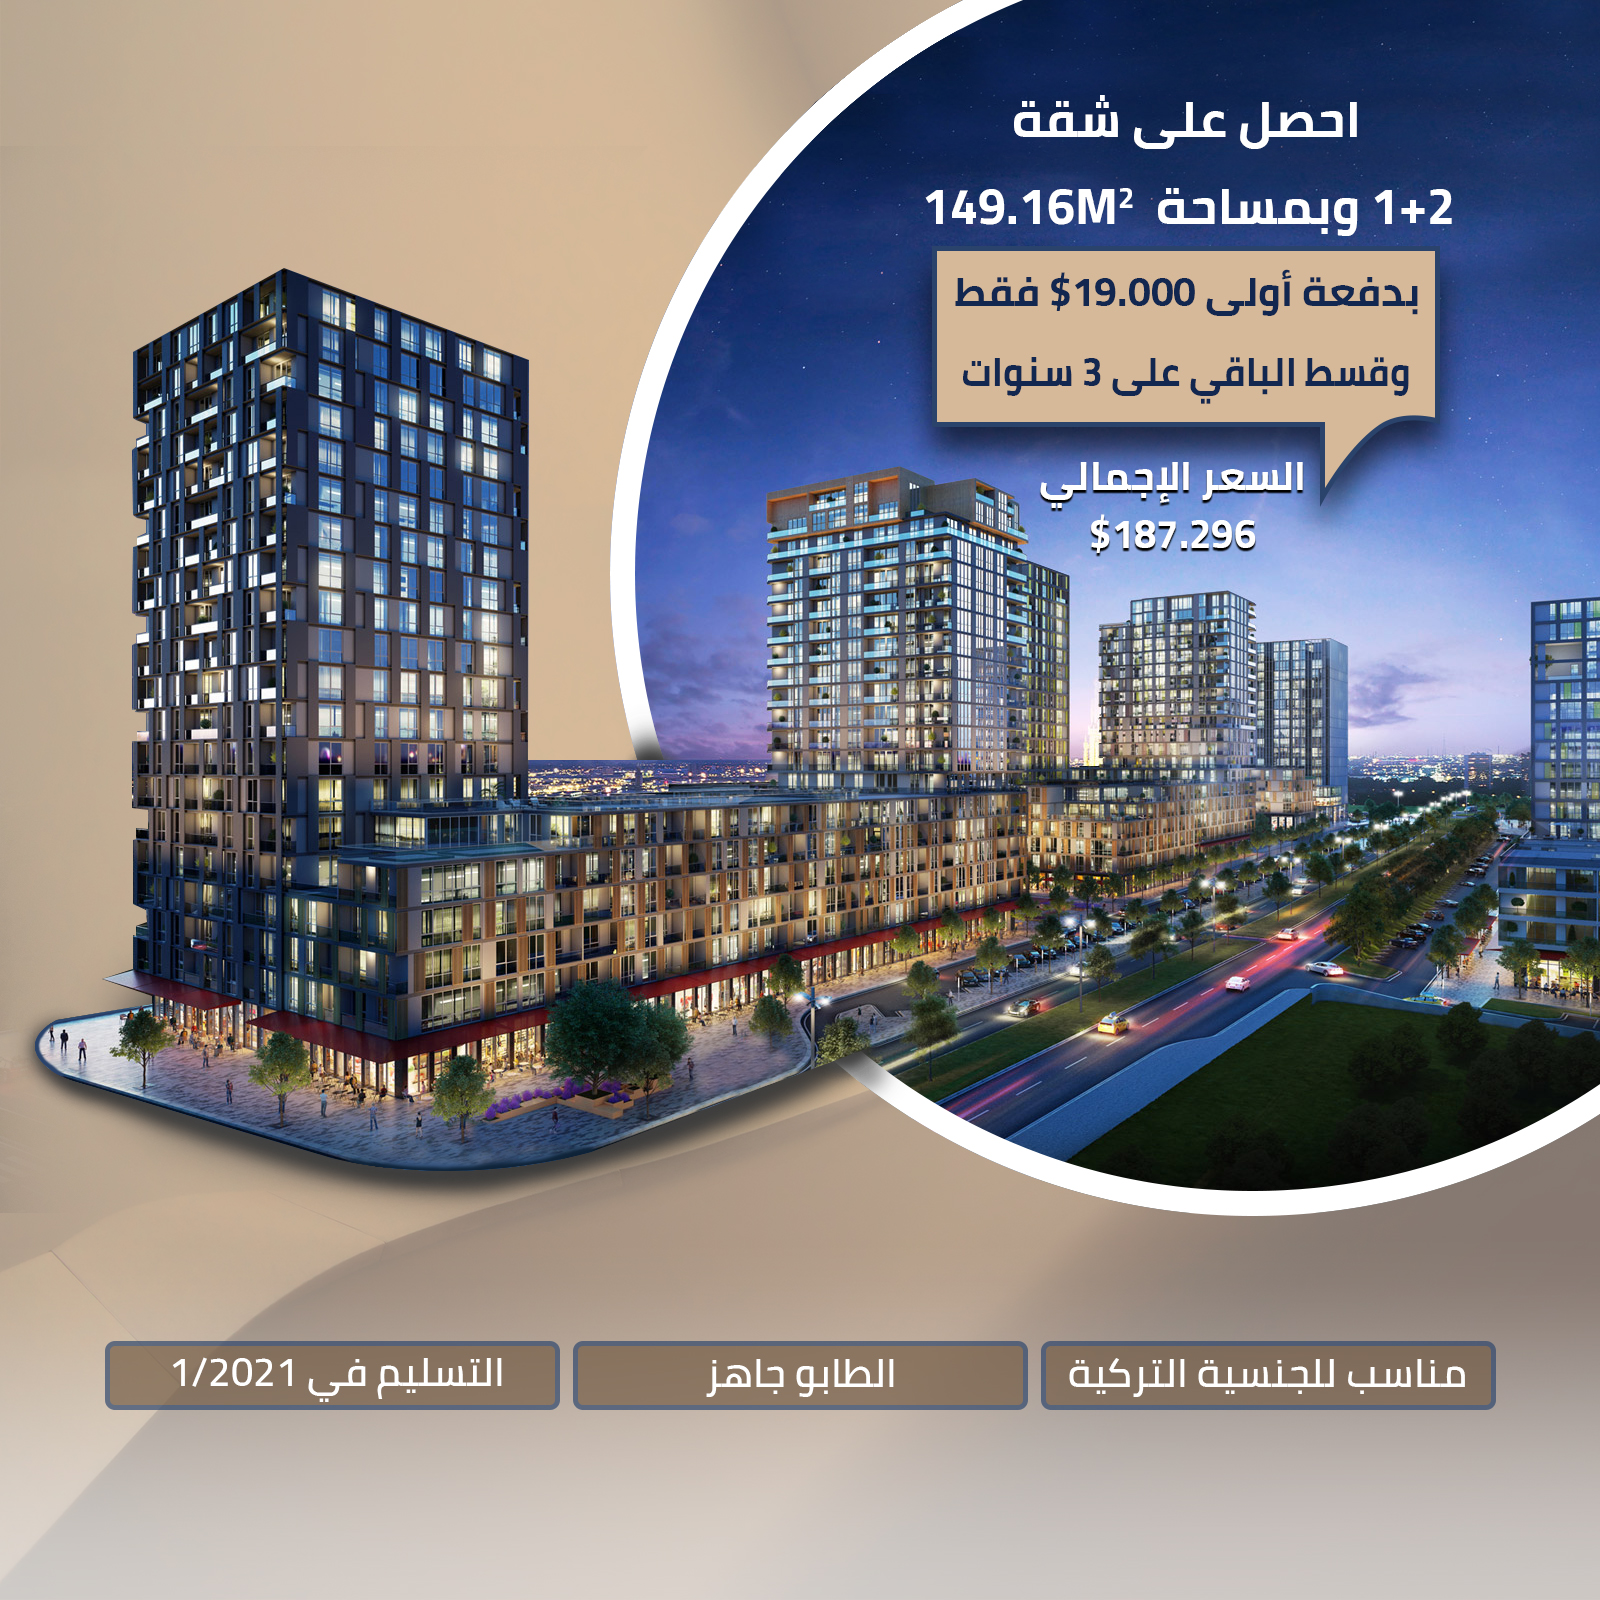 احصل على شقة
2+1 وبمساحة 149.16M²
بدفعة أولى 19.000$ فقط
وقسط الباقي على 3 سنوات
السعر الإجمالي
$187.296
مناسب للجنسية التركية
الطابو جاهز
التسليم في 1/2021